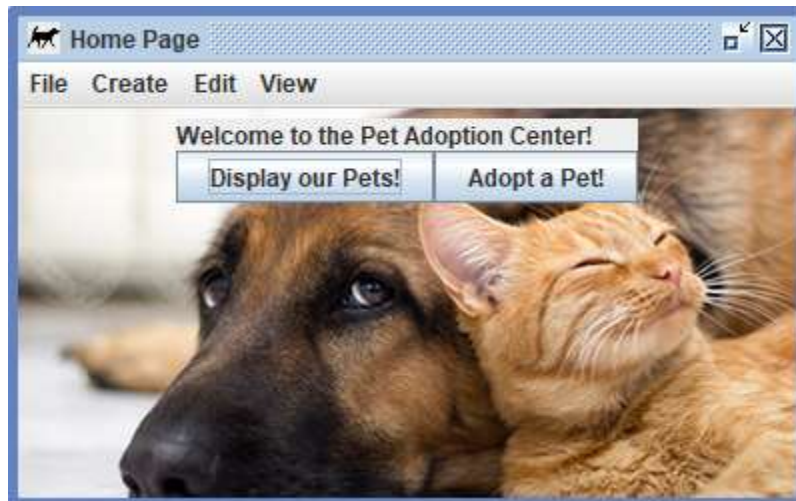 Home Page
File Create Edit View
Welcome to the Pet Adoption Center!
Display our Pets! Adopt a Pet!